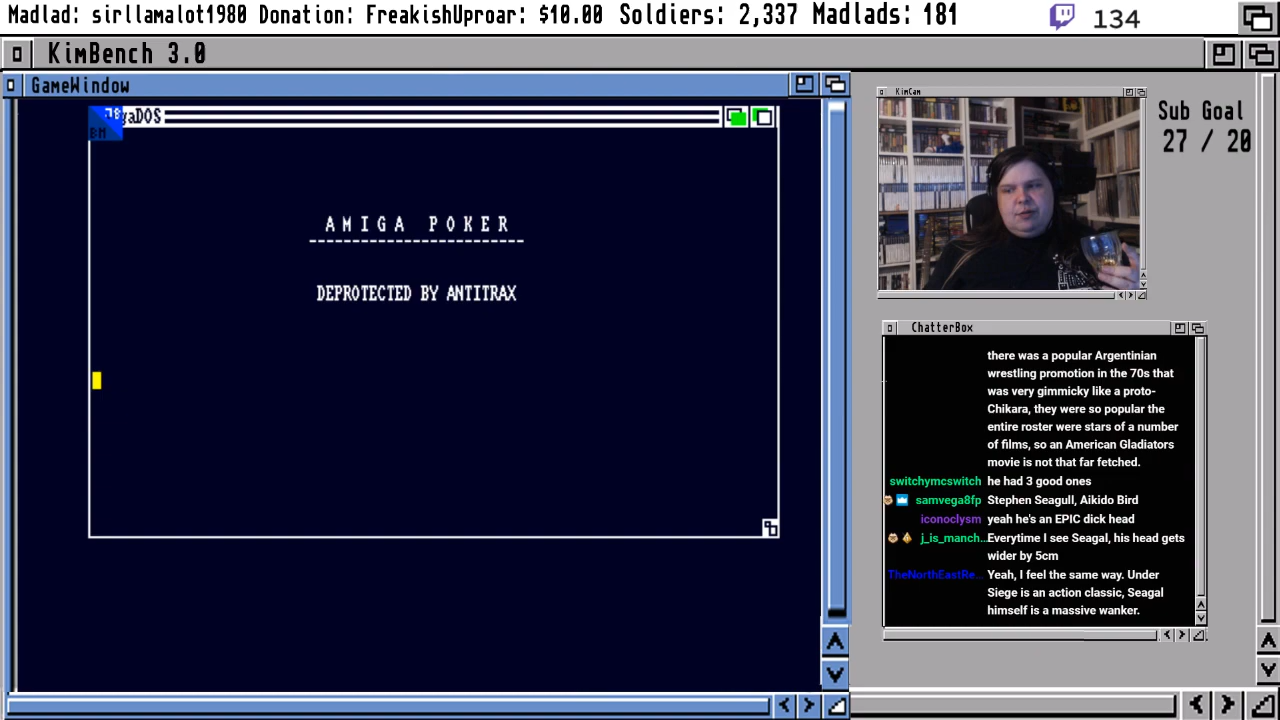 Madlad: sirllamalot1980 Donation: FreakishUproar: $10.00 Soldiers: 2,337 Madlads: 181
134
KimBench 3.0
GameWindow
BM
A M I G A P O K E R
-----------------------
DEPROTECTED BY ANTITRAX
KimCam
Sub Goal
27 / 20
ChatterBox
there was a popular Argentinian
wrestling promotion in the 70s that
was very gimmicky like a proto-
Chikara, they were so popular the
entire roster were stars of a number
of films, so an American Gladiators
movie is not that far fetched.
switchymcswitch he had 3 good ones
samvega8fp Stephen Seagull, Aikido Bird
iconoclysm yeah he's an EPIC dick head
j_is_manch... Everytime I see Seagal, his head gets
wider by 5cm
TheNorthEastRe... Yeah, I feel the same way. Under
Siege is an action classic, Seagal
himself is a massive wanker.